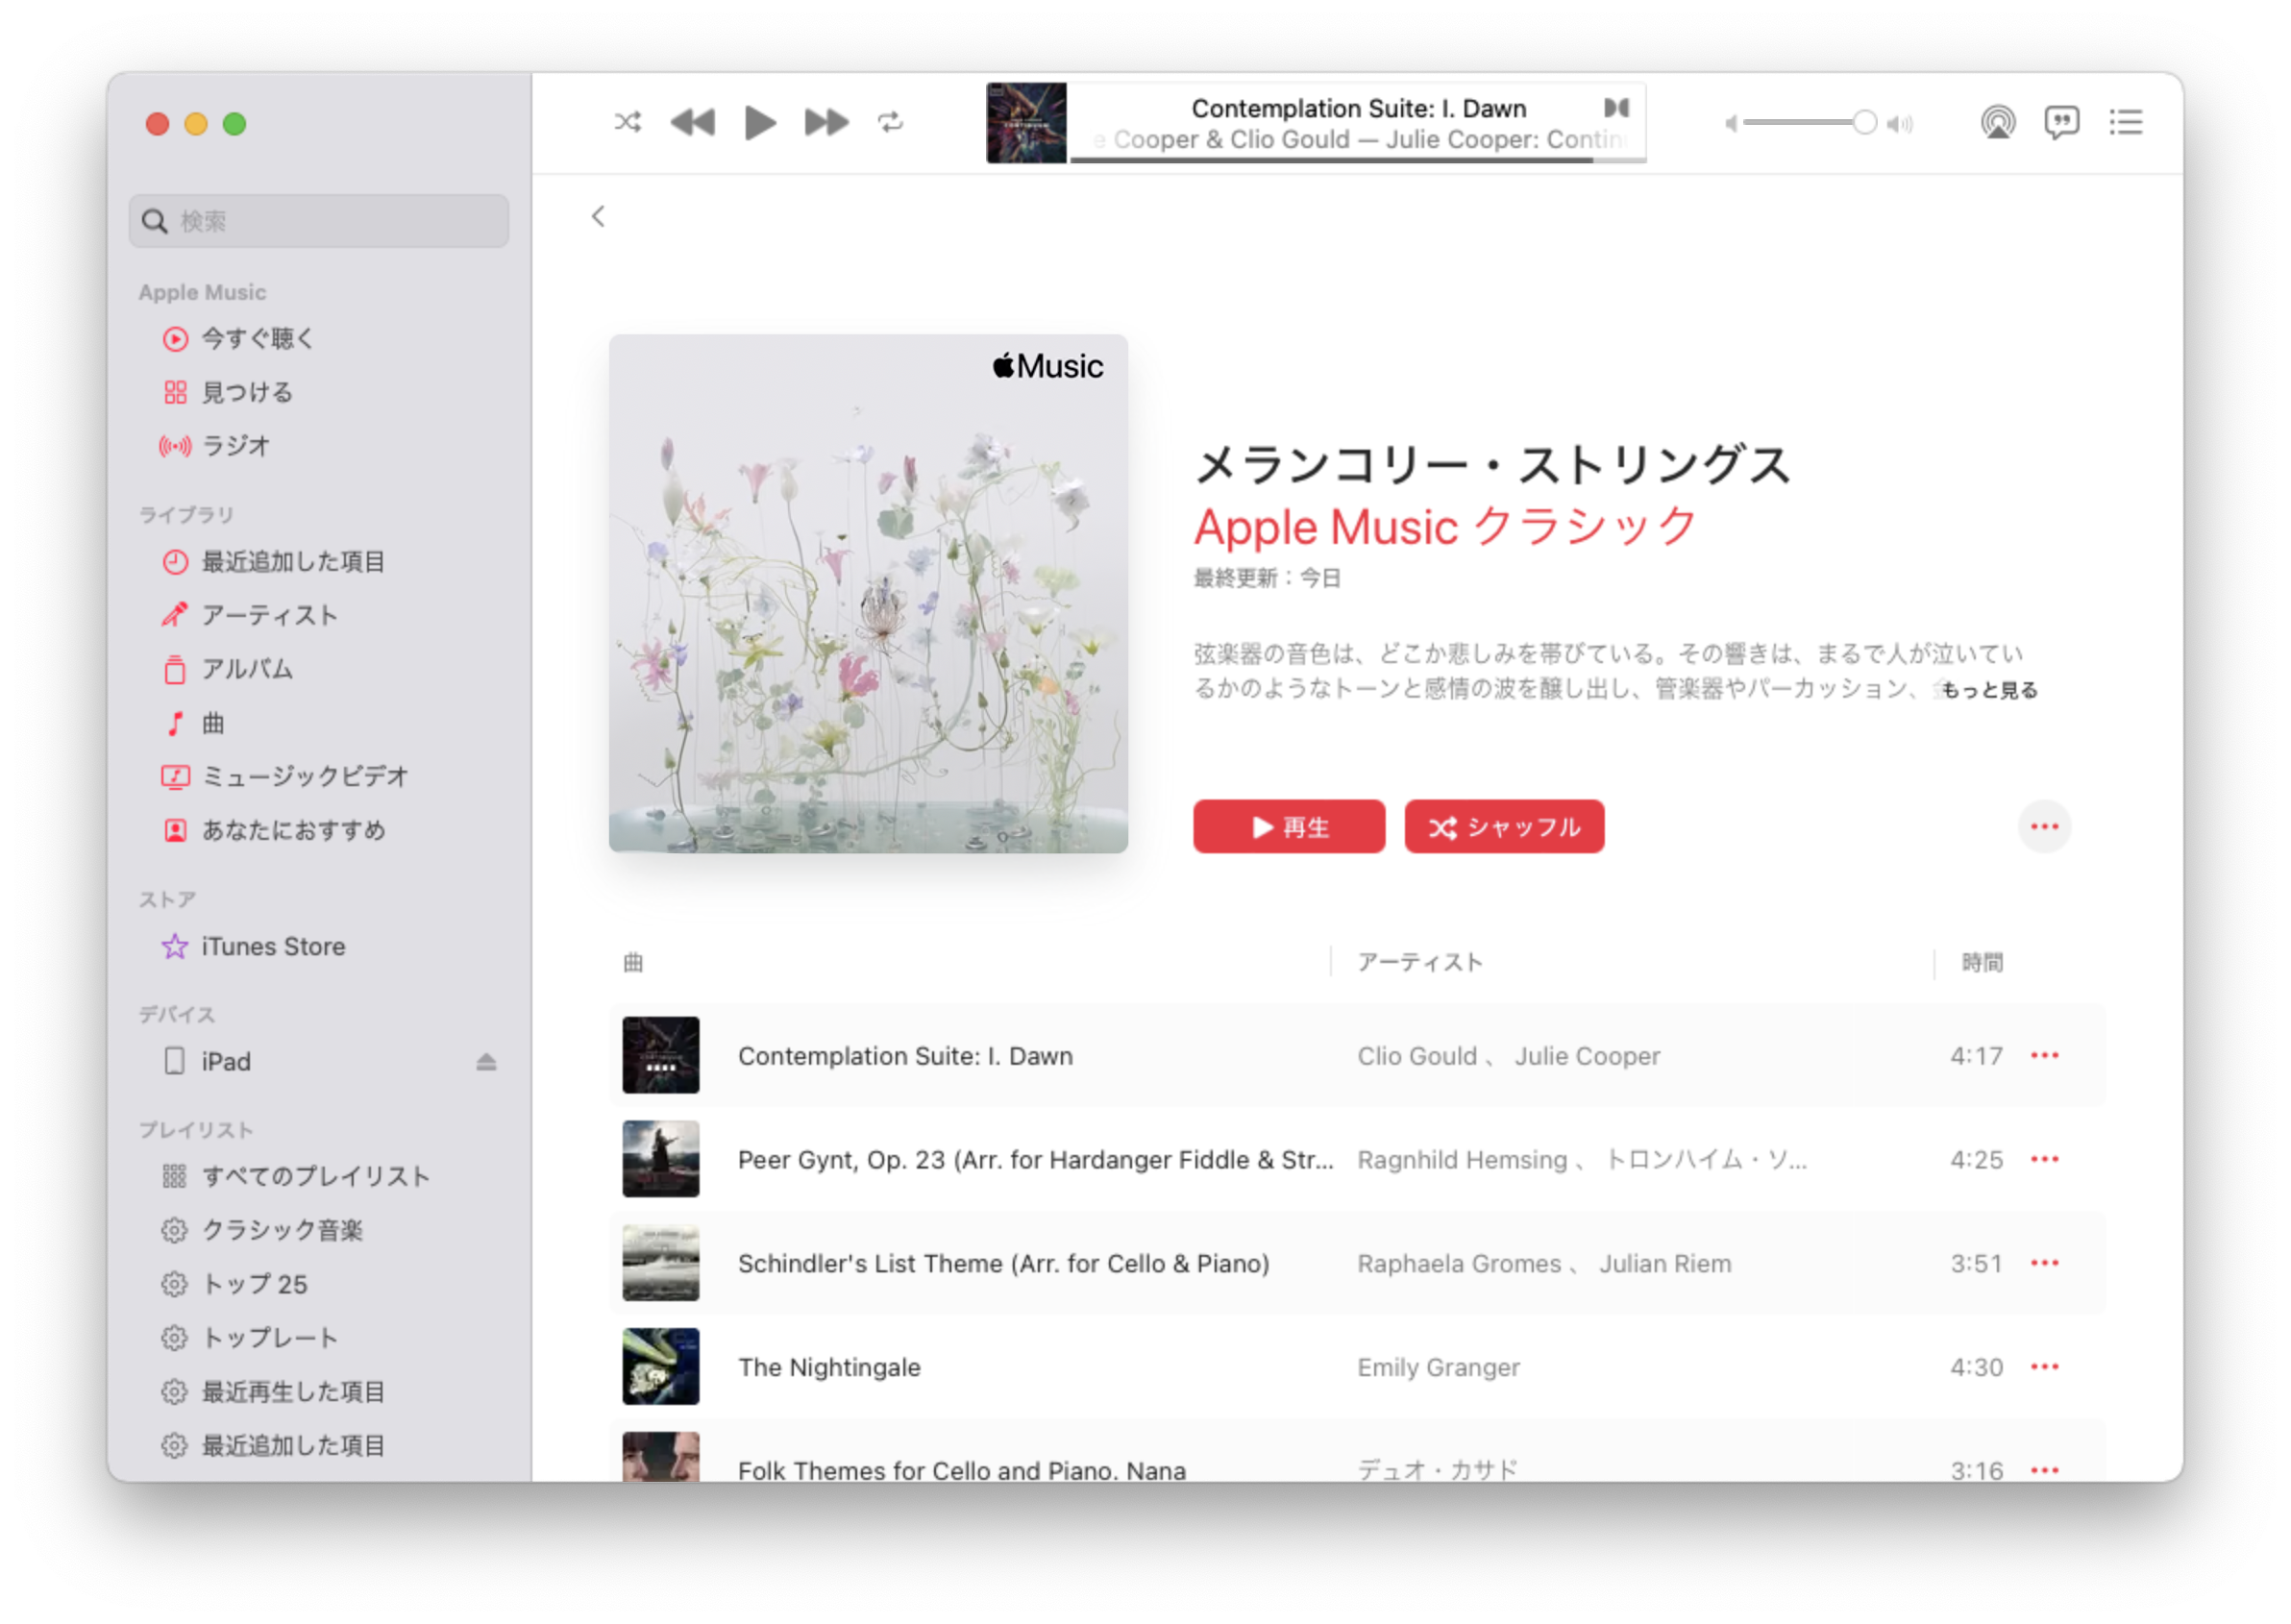 Contemplation Suite: I. Dawn
Cooper & Clio Gould — Julie Cooper:
検索
Apple Music
今すぐ聴く
見つける
ラジオ
ライブラリ
最近追加した項目
アーティスト
アルバム
曲
ミュージックビデオ
あなたにおすすめ
ストア
iTunes Store
デバイス
iPad
プレイリスト
すべてのプレイリスト
クラシック音楽
トップ 25
トップレート
最近再生した項目
最近追加した項目
Music
メランコリー・ストリングス
Apple Music クラシック
最終更新：今日
弦楽器の音色は、どこか悲しみを帯びている。その響きは、まるで人が泣いてい
るかのようなトーンと感情の波を醸し出し、管楽器やパーカッション、 もっと見る
再生
シャッフル
曲 アーティスト 時間
Contemplation Suite: I. Dawn Clio Gould 、 Julie Cooper 4:17
Peer Gynt, Op. 23 (Arr. for Hardanger Fiddle & Str... Ragnhild Hemsing 、 トロンハイム・ソ... 4:25
Schindler's List Theme (Arr. for Cello & Piano) Raphaela Gromes 、 Julian Riem 3:51
The Nightingale Emily Granger 4:30
Folk Themes for Cello and Piano. Nana デュオ・カサド 3:16